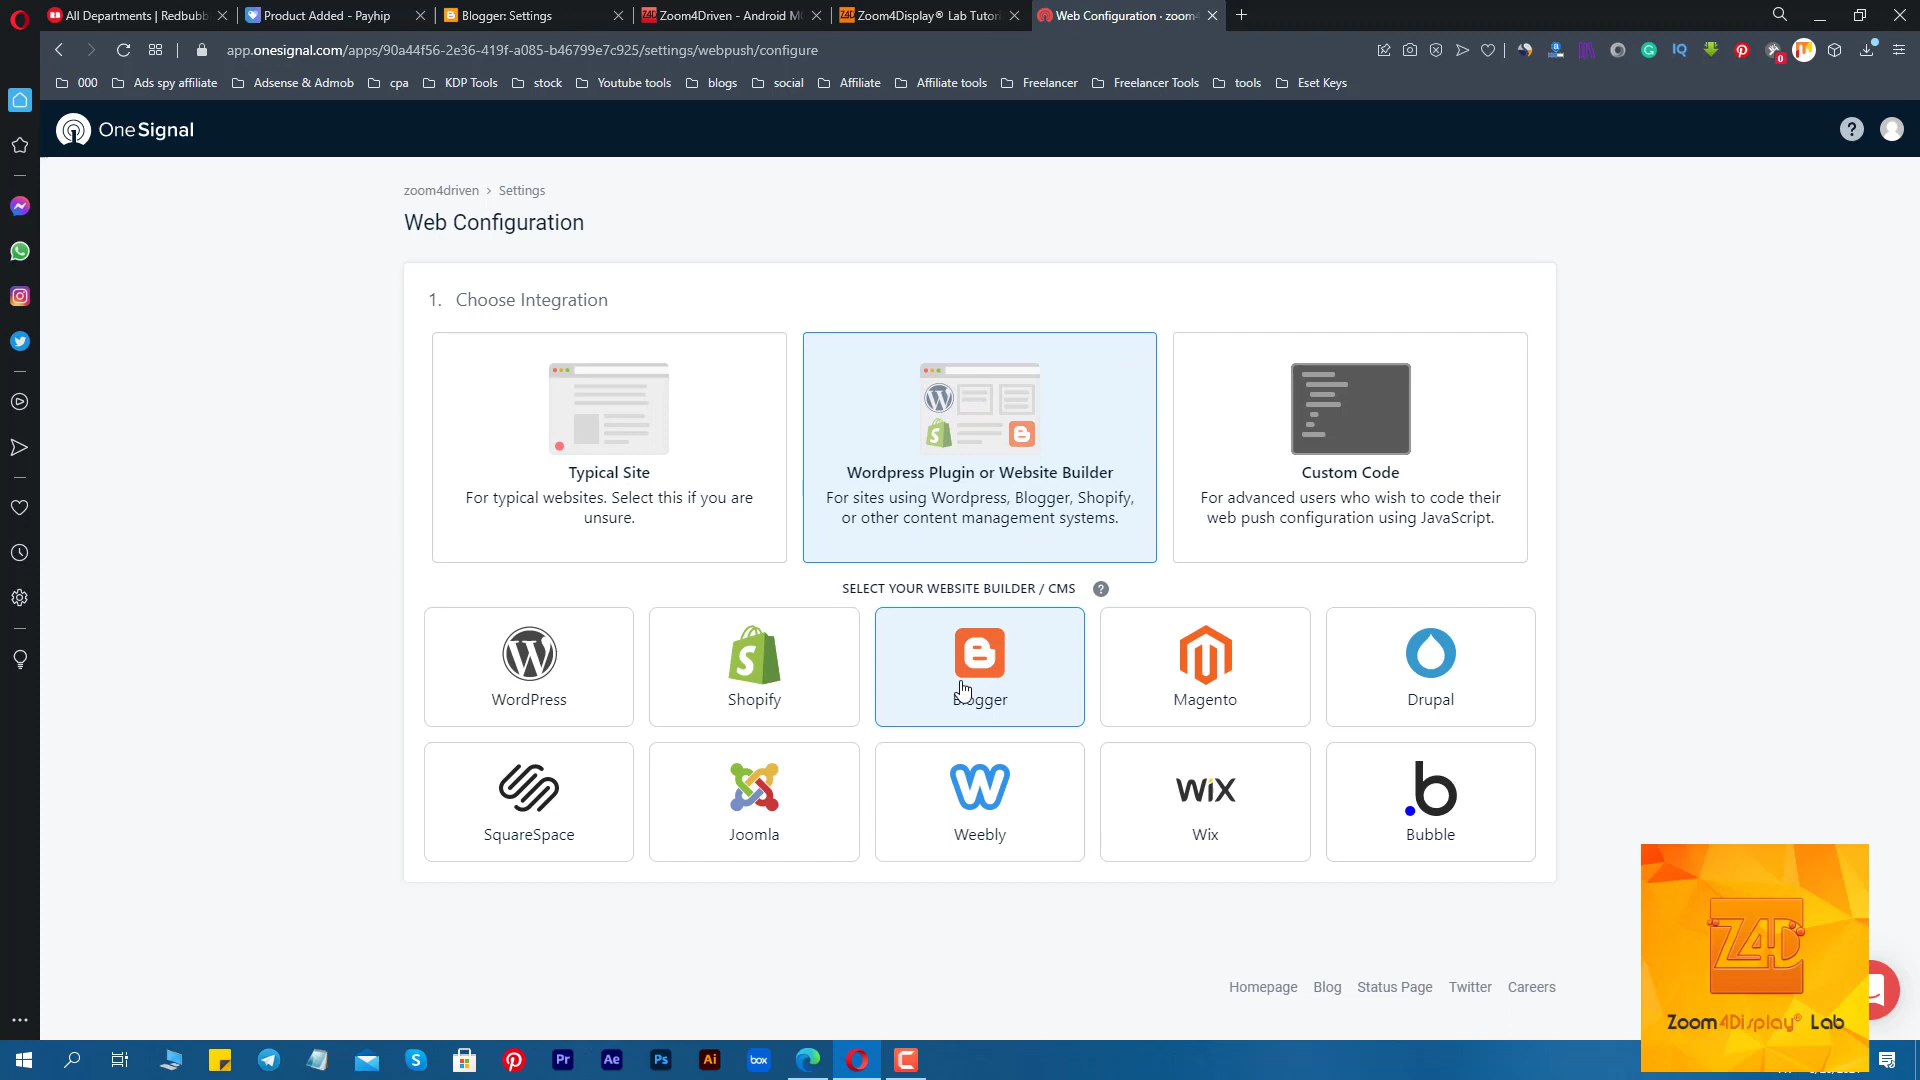 All Departments | Redbubb
Product Added - Payhip
Blogger: Settings
Zoom4Driven - Android M
Zoom4Display® Lab Tutori
Web Configuration · zoom4
app.onesignal.com/apps/90a44f56-2e36-419f-a085-b46799e7c925/settings/webpush/configure
000
Ads spy affiliate
Adsense & Admob
cpa
KDP Tools
stock
Youtube tools
blogs
social
Affiliate
Affiliate tools
Freelancer
Freelancer Tools
tools
Eset Keys
OneSignal
zoom4driven › Settings
Web Configuration
1. Choose Integration
Typical Site
For typical websites. Select this if you are
unsure.
Wordpress Plugin or Website Builder
For sites using Wordpress, Blogger, Shopify,
or other content management systems.
Custom Code
For advanced users who wish to code their
web push configuration using JavaScript.
SELECT YOUR WEBSITE BUILDER / CMS ?
WordPress
Shopify
Blogger
Magento
Drupal
SquareSpace
Joomla
Weebly
WiX
Wix
Bubble
Homepage Blog Status Page Twitter Careers
Z4D
Zoom4Display® Lab